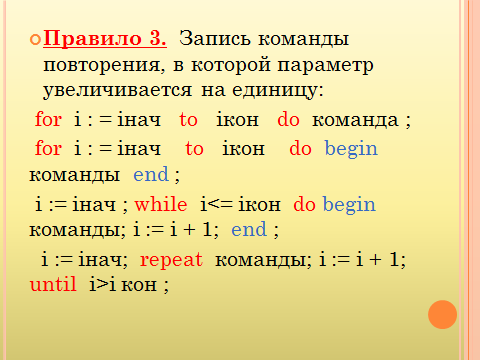 Правило 3. Запись команды
повторения, в которой параметр
увеличивается на единицу:
for i : = iнач to iкон do команда ;
for i : = iнач to iкон do begin
команды end ;
i := iнач ; while i<= iкон do begin
команды; i := i + 1; end ;
i := iнач; repeat команды; i := i + 1;
until i>i кон ;